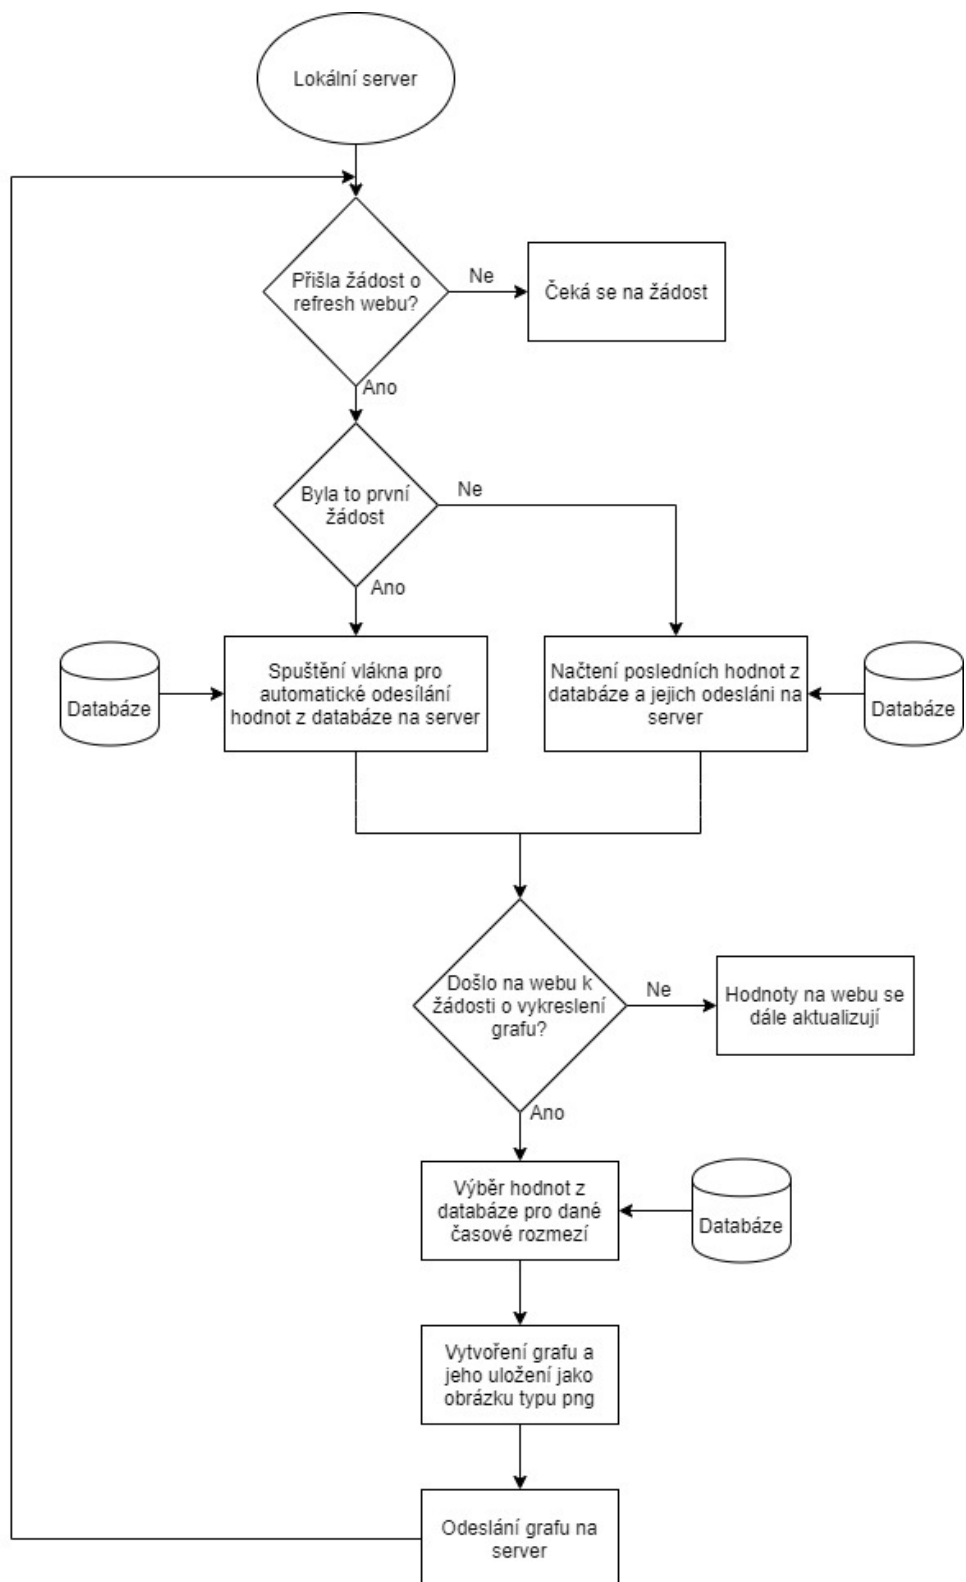 Lokální server
Přišla žádost o
refresh webu?
Ne
Čeká se na žádost
Ano
Byla to první
žádost
Ne
Ano
Databáze
Spuštění vlákna pro
automatické odesílání
hodnot z databáze na server
Načtení posledních hodnot z
databáze a jejich odesláni na
server
Databáze
Došlo na webu k
žádosti o vykreslení
grafu?
Ne
Hodnoty na webu se
dále aktualizují
Ano
Výběr hodnot z
databáze pro dané
časové rozmezí
Databáze
Vytvoření grafu a
jeho uložení jako
obrázku typu png
Odeslání grafu na
server